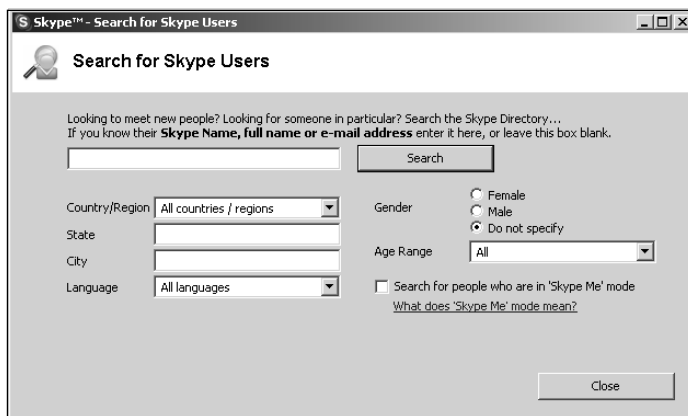 Skype™ - Search for Skype Users
Search for Skype Users
Looking to meet new people? Looking for someone in particular? Search the Skype Directory...
If you know their Skype Name, full name or e-mail address enter it here, or leave this box blank.
Search
Country/Region All countries / regions
State
City
Language All languages
Gender
Female
Male
Do not specify
Age Range All
Search for people who are in 'Skype Me' mode
What does 'Skype Me' mode mean?
Close